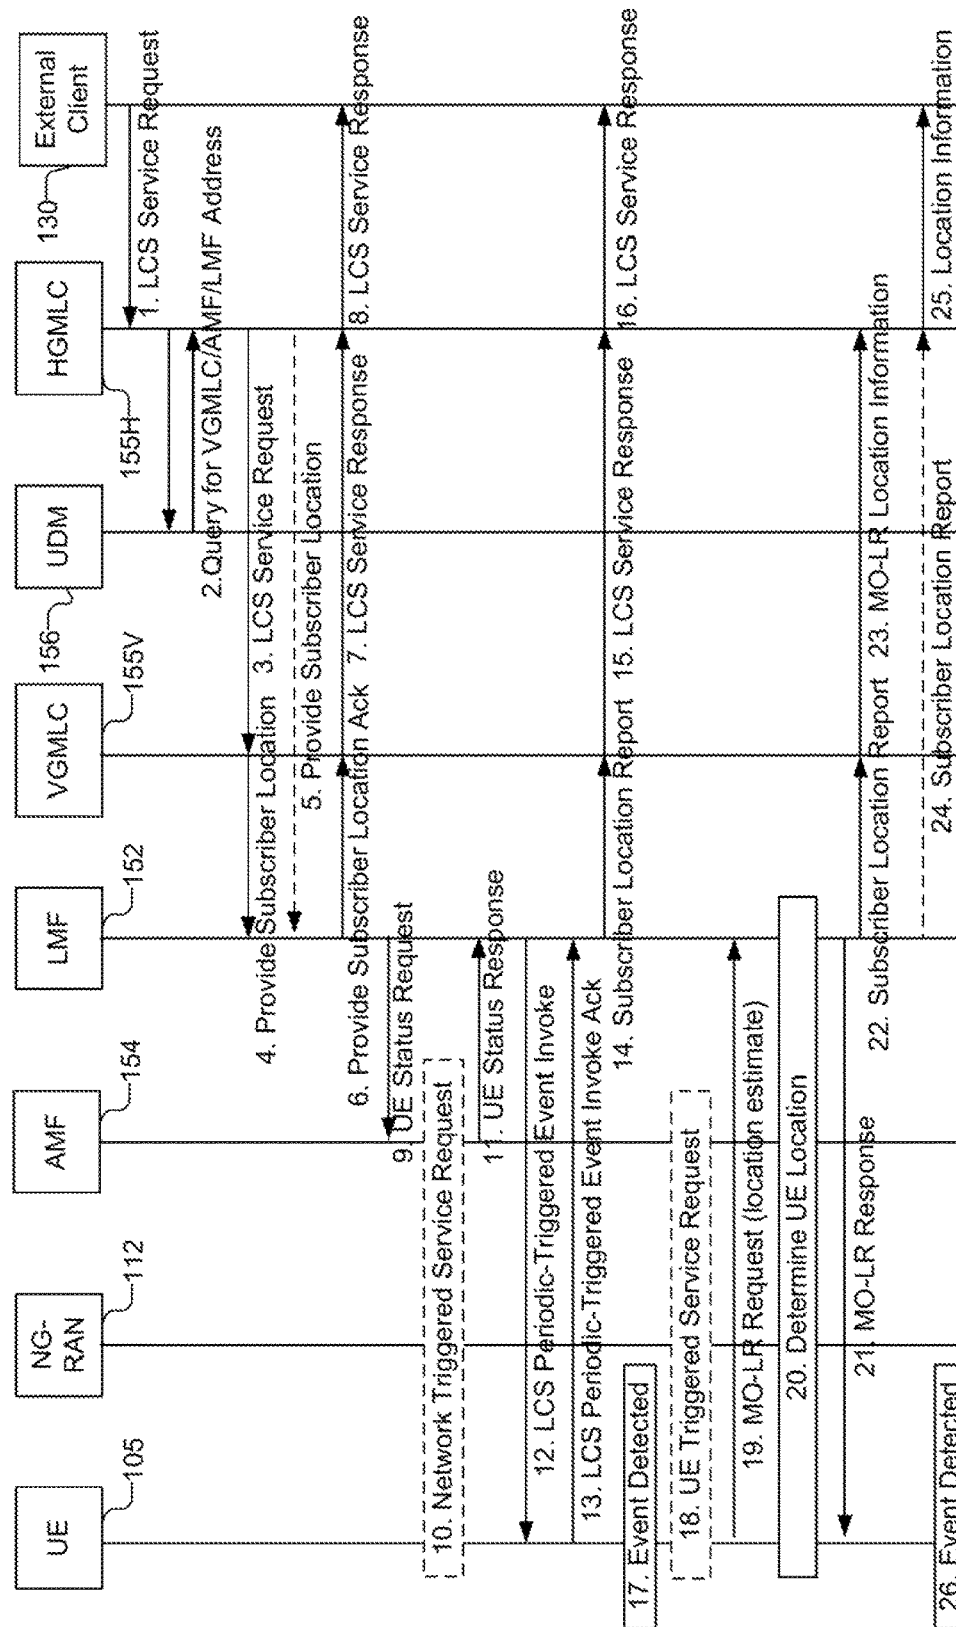 UE
NG-
RAN
AMF
LMF
VGMLC
UDM
HGMLC
External
Client
105
112
154
152
155V
156
155H
130
1. LCS Service Request
2.Query for VGMLC/AMF/LMF Address
4. Provide Subscriber Location 3. LCS Service Request
5. Provide Subscriber Location
6. Provide Subscriber Location Ack 7. LCS Service Response 8. LCS Service Response
9. UE Status Request
10. Network Triggered Service Request
11. UE Status Response
12. LCS Periodic-Triggered Event Invoke
13. LCS Periodic-Triggered Event Invoke Ack
14. Subscriber Location Report 15. LCS Service Response 16. LCS Service Response
17. Event Detected
18. UE Triggered Service Request
19. MO-LR Request (location estimate)
20. Determine UE Location
21. MO-LR Response
22. Subscriber Location Report 23. MO-LR Location Information
24. Subscriber Location Report
25. Location Information
26. Event Detected